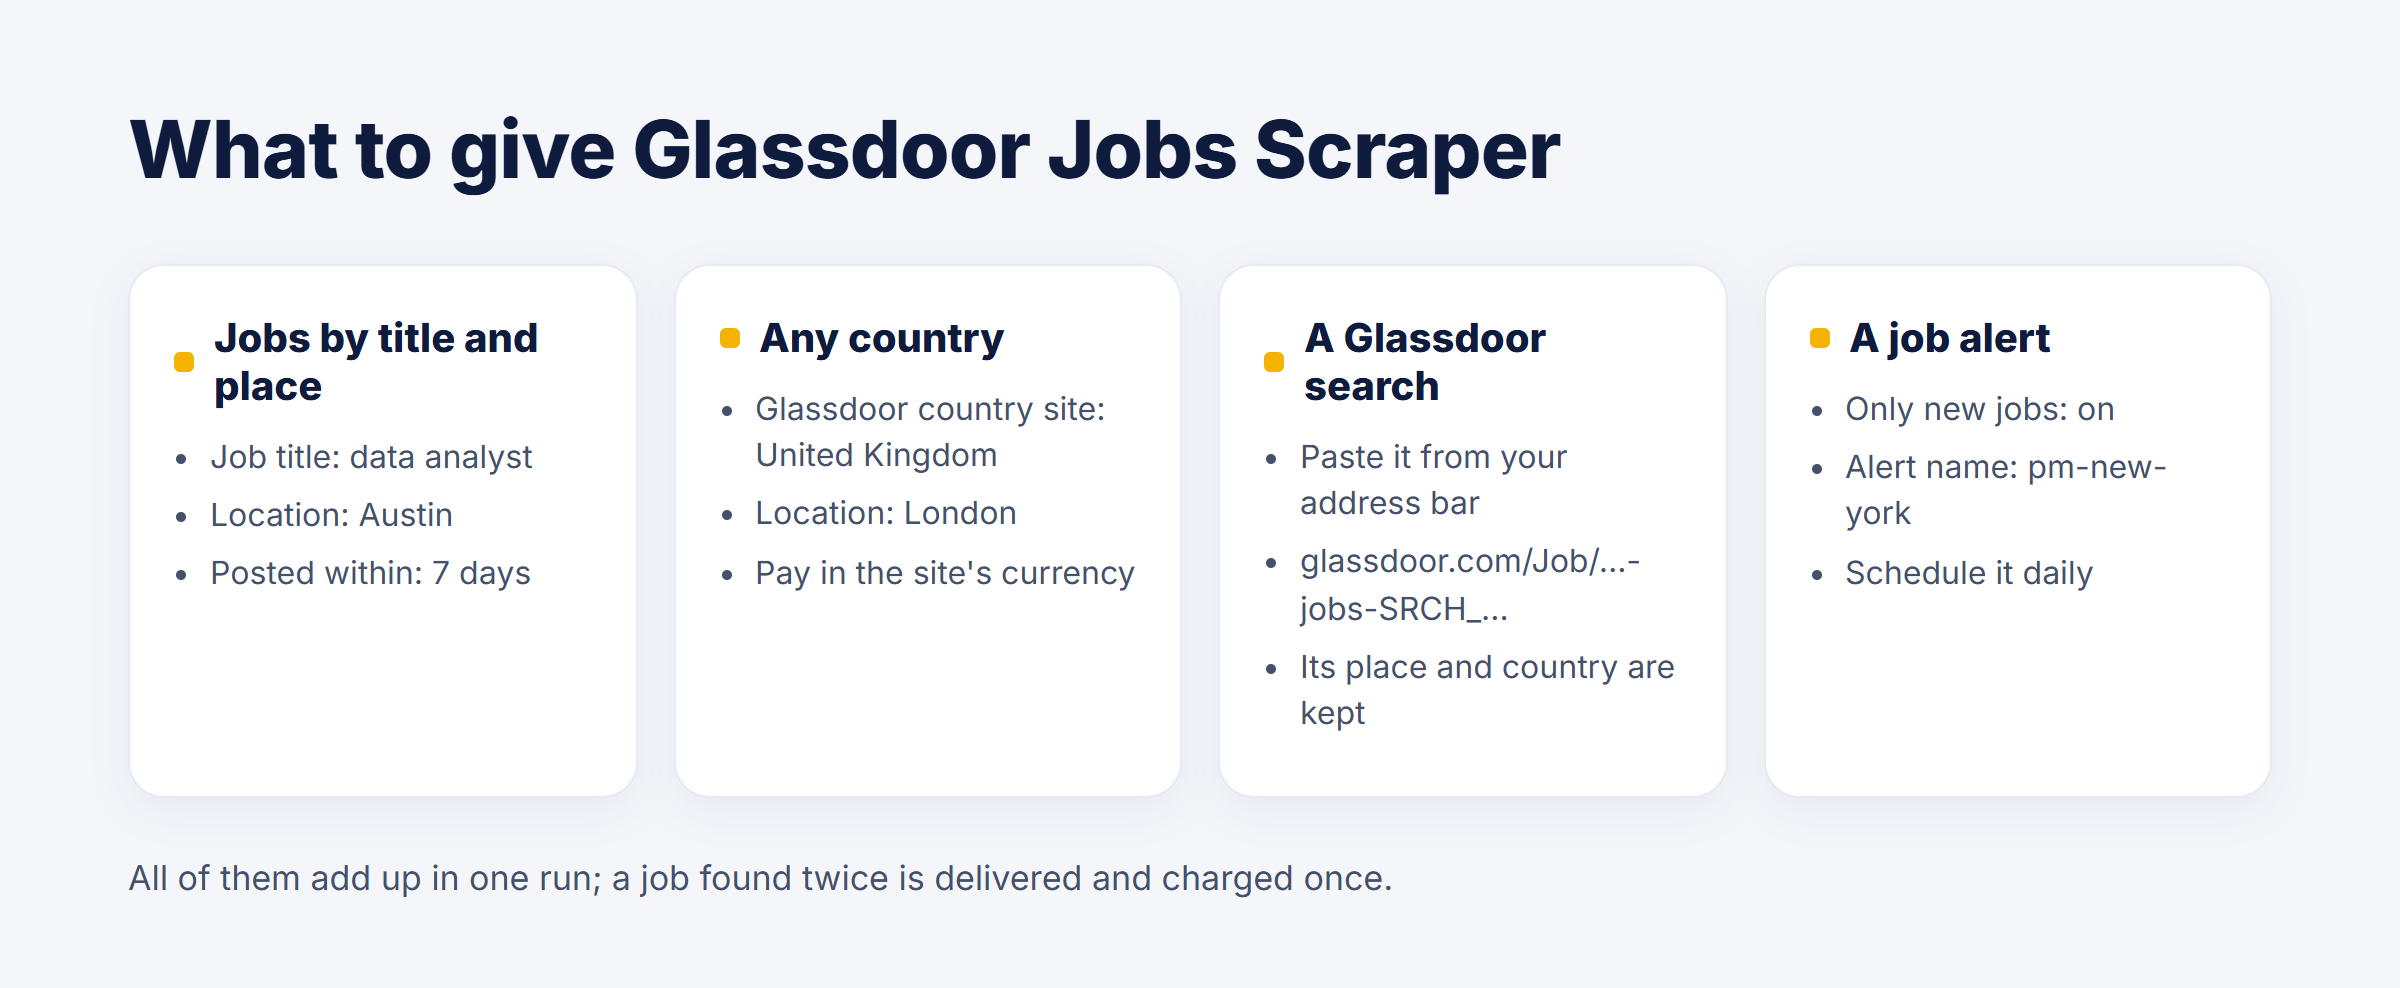 What to give Glassdoor Jobs Scraper
Jobs by title and
place
Job title: data analyst
Location: Austin
Posted within: 7 days
Any country
Glassdoor country site:
United Kingdom
Location: London
Pay in the site's currency
A Glassdoor
search
Paste it from your
address bar
glassdoor.com/Job/...-
jobs-SRCH_...
Its place and country are
kept
A job alert
Only new jobs: on
Alert name: pm-new-
york
Schedule it daily
All of them add up in one run; a job found twice is delivered and charged once.